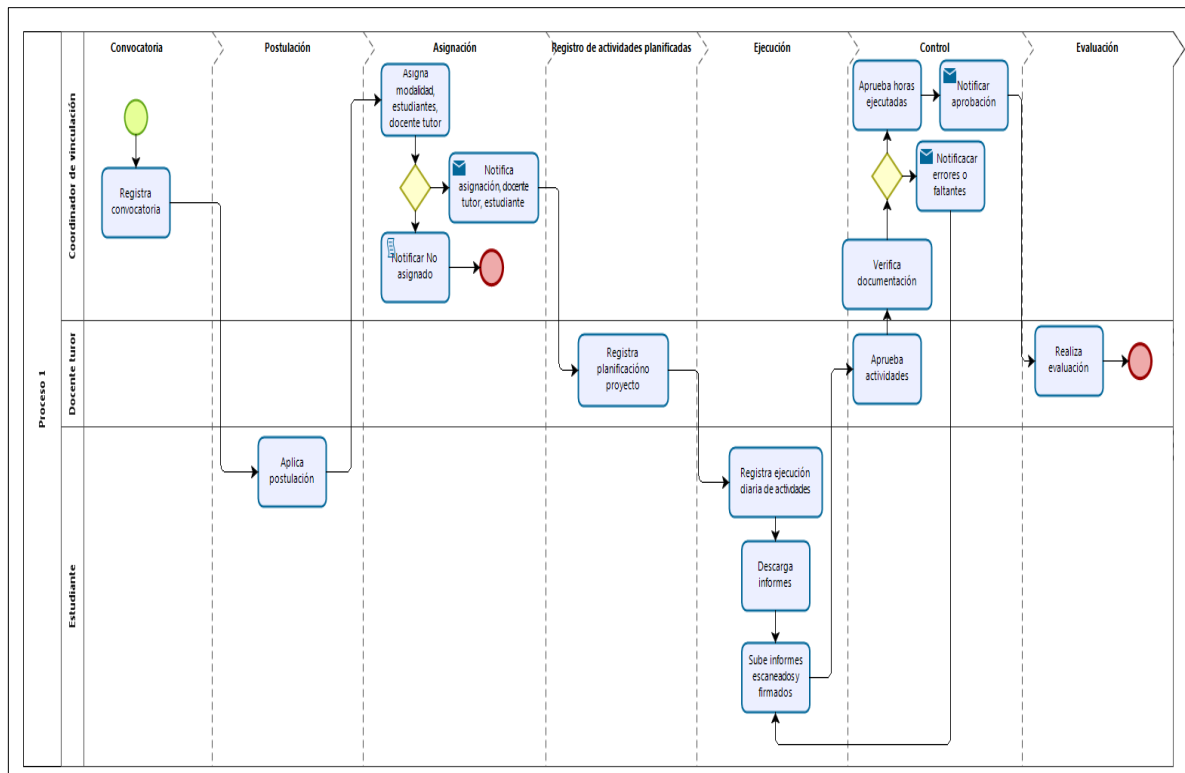 Convocatoria
Postulación
Asignación
Registro de actividades planificadas
Ejecución
Control
Evaluación
Proceso 1
Coordinador de vinculación
Registra
convocatoria
Asigna
modalidad,
estudiantes,
docente tutor
Notifica
asignación, docente
tutor, estudiante
Notificar No
asignado
Aprueba horas
ejecutadas
Notificar
aprobación
Notificacar
errores o
faltantes
Verifica
documentación
Docente turor
Registra
planificacióno
proyecto
Aprueba
actividades
Realiza
evaluación
Estudiante
Aplica
postulación
Registra ejecución
diaria de actividades
Descarga
informes
Sube informes
escaneados y
firmados